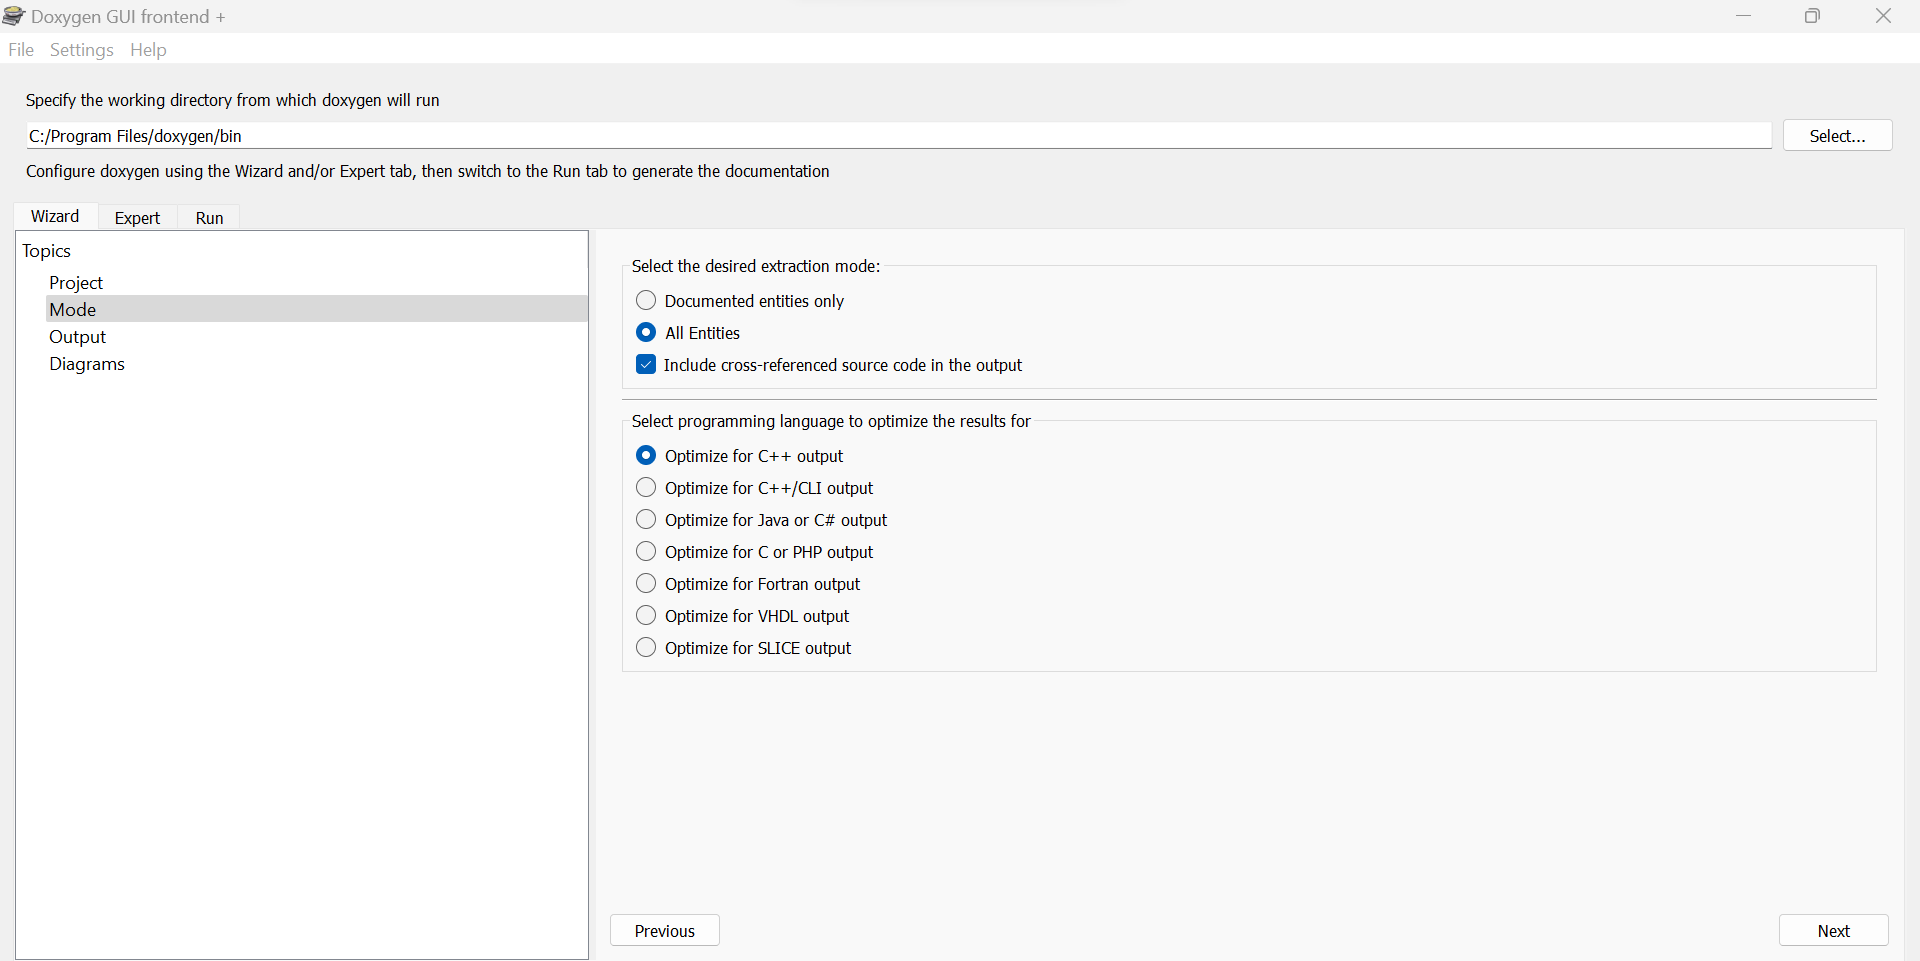 Doxygen GUI frontend +
File Settings Help
Specify the working directory from which doxygen will run
C:/Program Files/doxygen/bin
Select...
Configure doxygen using the Wizard and/or Expert tab, then switch to the Run tab to generate the documentation
Wizard Expert Run
Topics
Project
Mode
Output
Diagrams
Select the desired extraction mode:
Documented entities only
All Entities
Include cross-referenced source code in the output
Select programming language to optimize the results for
Optimize for C++ output
Optimize for C++/CLI output
Optimize for Java or C# output
Optimize for C or PHP output
Optimize for Fortran output
Optimize for VHDL output
Optimize for SLICE output
Previous
Next